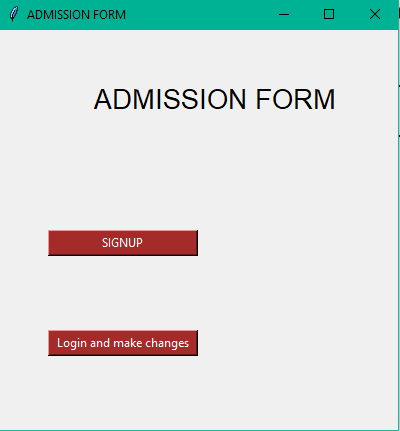 ADMISSION FORM
ADMISSION FORM
SIGNUP
Login and make changes